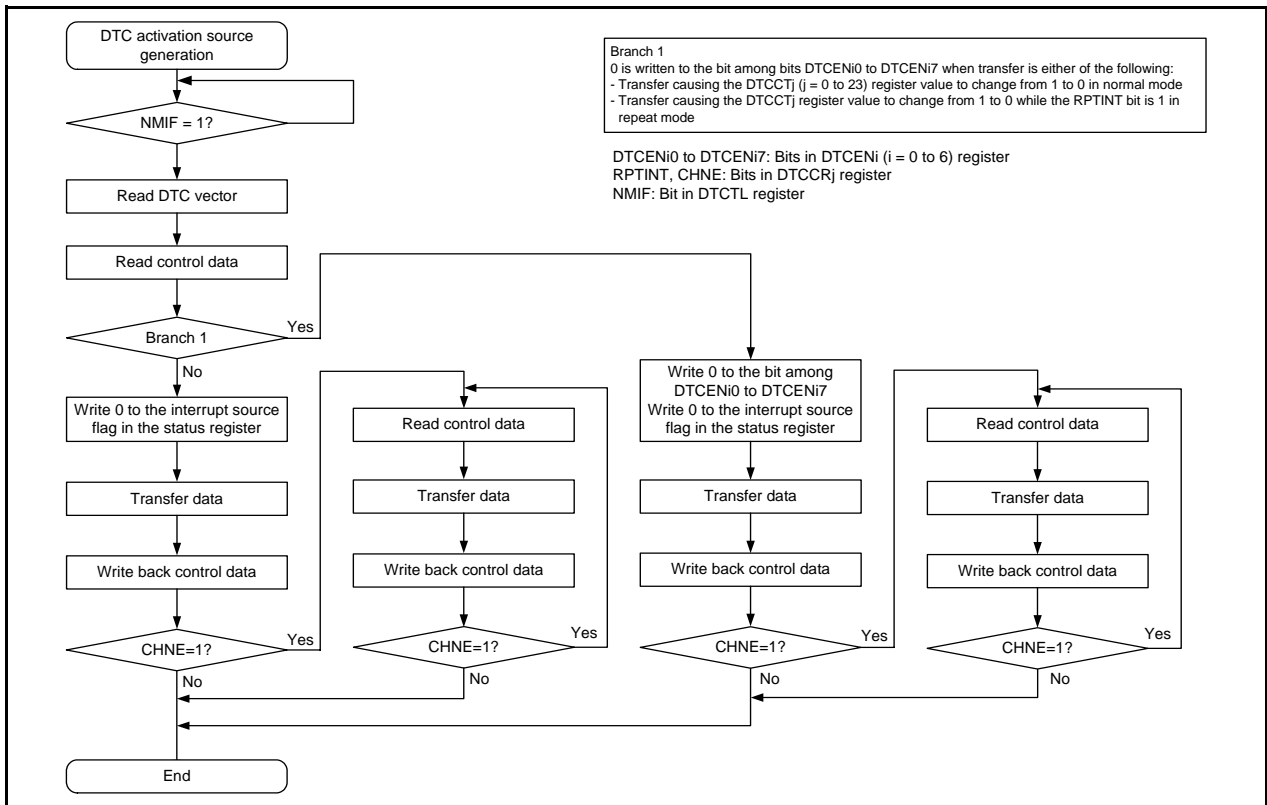 DTC activation source
generation
NMIF = 1?
Read DTC vector
Read control data
Branch 1
Yes
No
Write 0 to the interrupt source
flag in the status register
Transfer data
Write back control data
CHNE=1?
Yes
No
End
Read control data
Transfer data
Write back control data
CHNE=1?
Yes
No
Branch 1
0 is written to the bit among bits DTCENi0 to DTCENi7 when transfer is either of the following:
- Transfer causing the DTCCTj (j = 0 to 23) register value to change from 1 to 0 in normal mode
- Transfer causing the DTCCTj register value to change from 1 to 0 while the RPTINT bit is 1 in
repeat mode
DTCENi0 to DTCENi7: Bits in DTCENi (i = 0 to 6) register
RPTINT, CHNE: Bits in DTCCRj register
NMIF: Bit in DTCTL register
Write 0 to the bit among
DTCENi0 to DTCENi7
Write 0 to the interrupt source
flag in the status register
Transfer data
Write back control data
CHNE=1?
Yes
No
Read control data
Transfer data
Write back control data
CHNE=1?
Yes
No